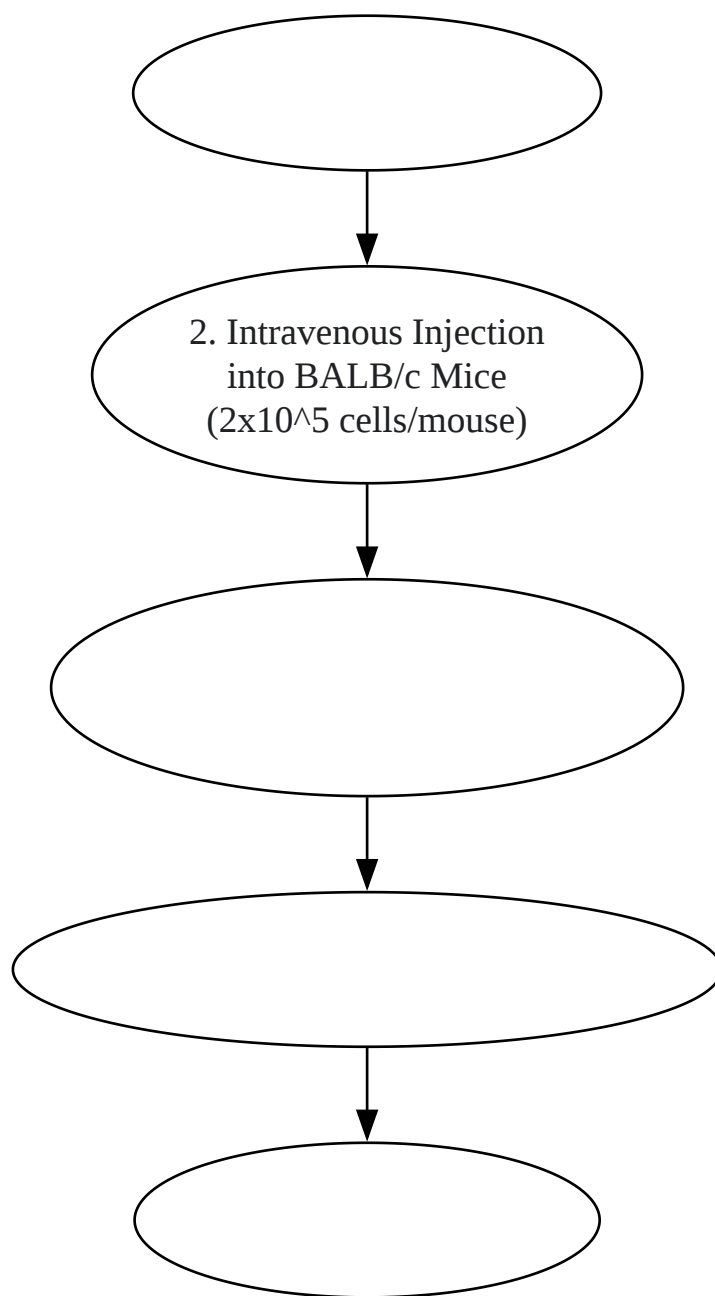 2. Intravenous Injection
into BALB/c Mice
(2x10^5 cells/mouse)